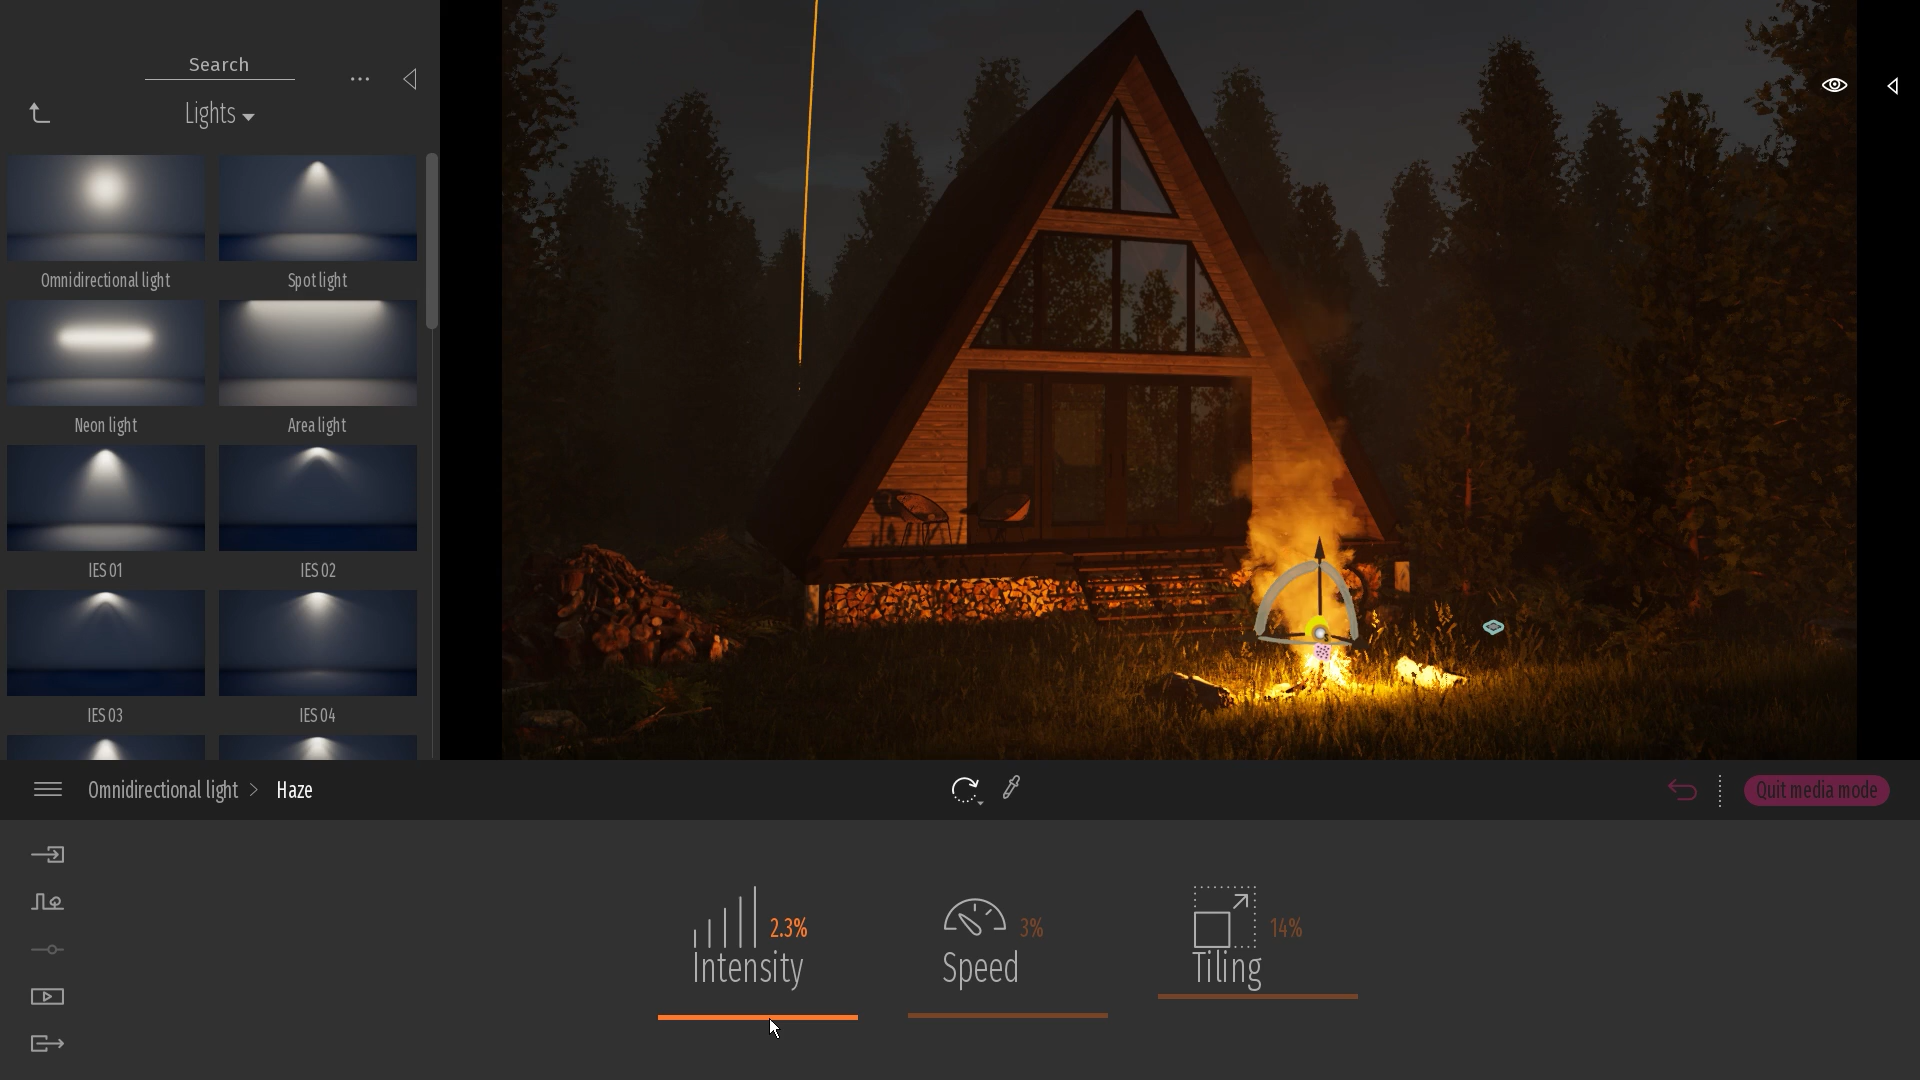 Search
Lights
Omnidirectional light
Spot light
Neon light
Area light
IES 01
IES 02
IES 03
IES 04
Omnidirectional light > Haze
Quit media mode
2.3%
Intensity
3%
Speed
14%
Tiling